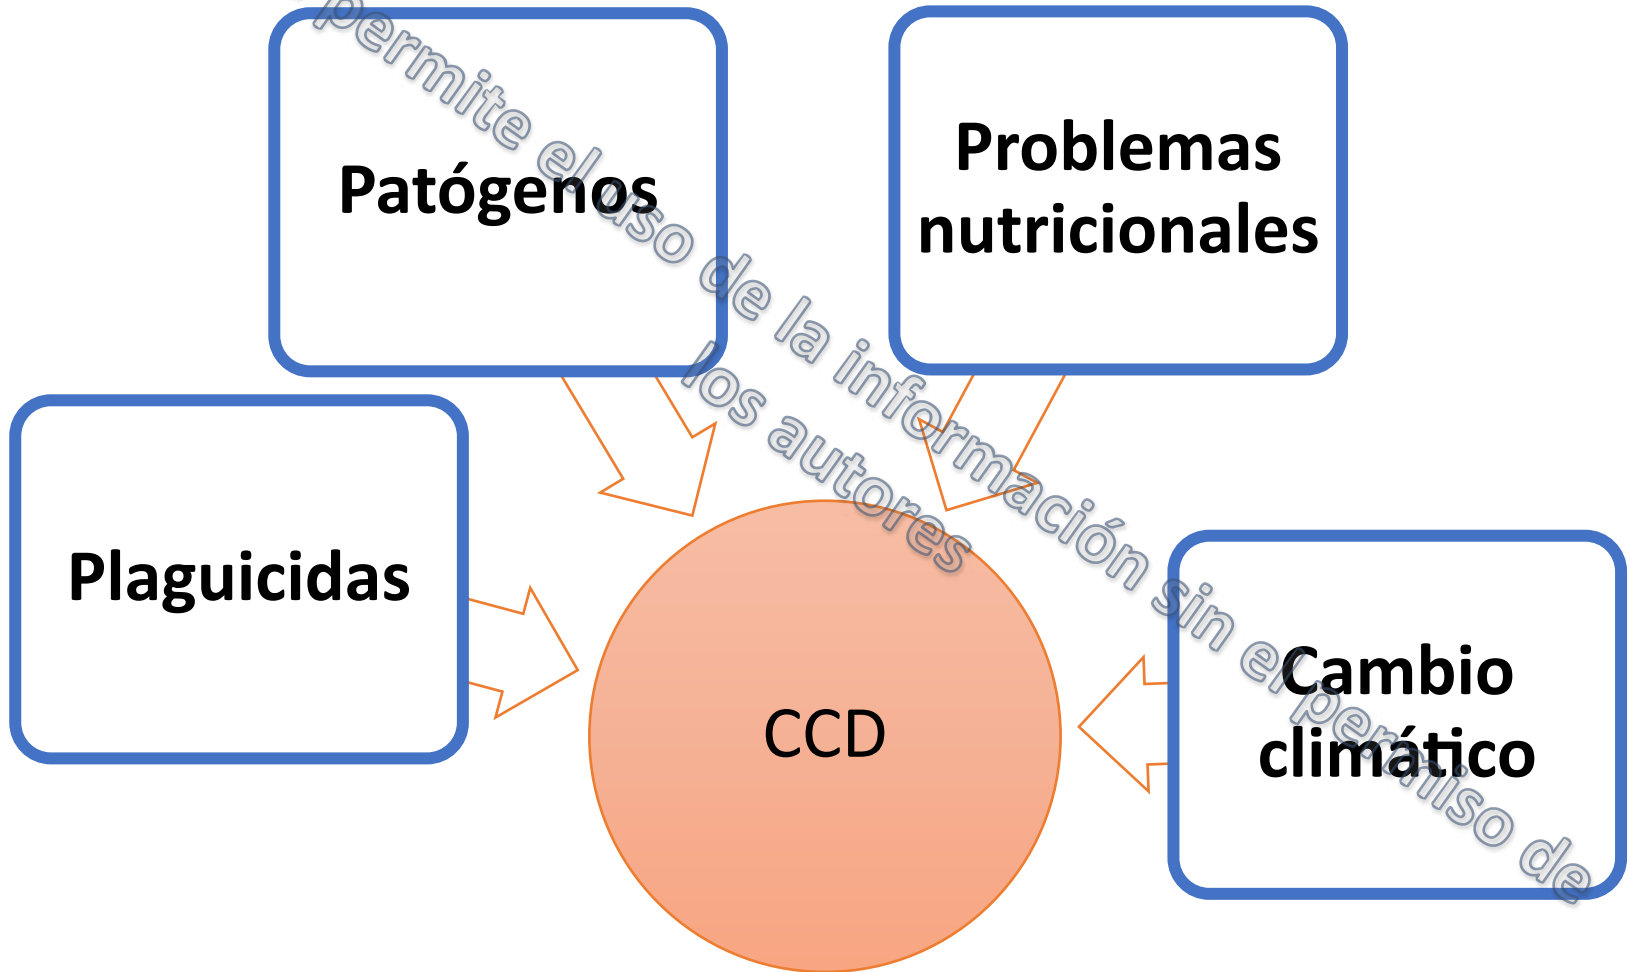 Patógenos
Problemas
nutricionales
Plaguicidas
CCD
Cambio
climático
permite el uso de la información sin el permiso de
los autores